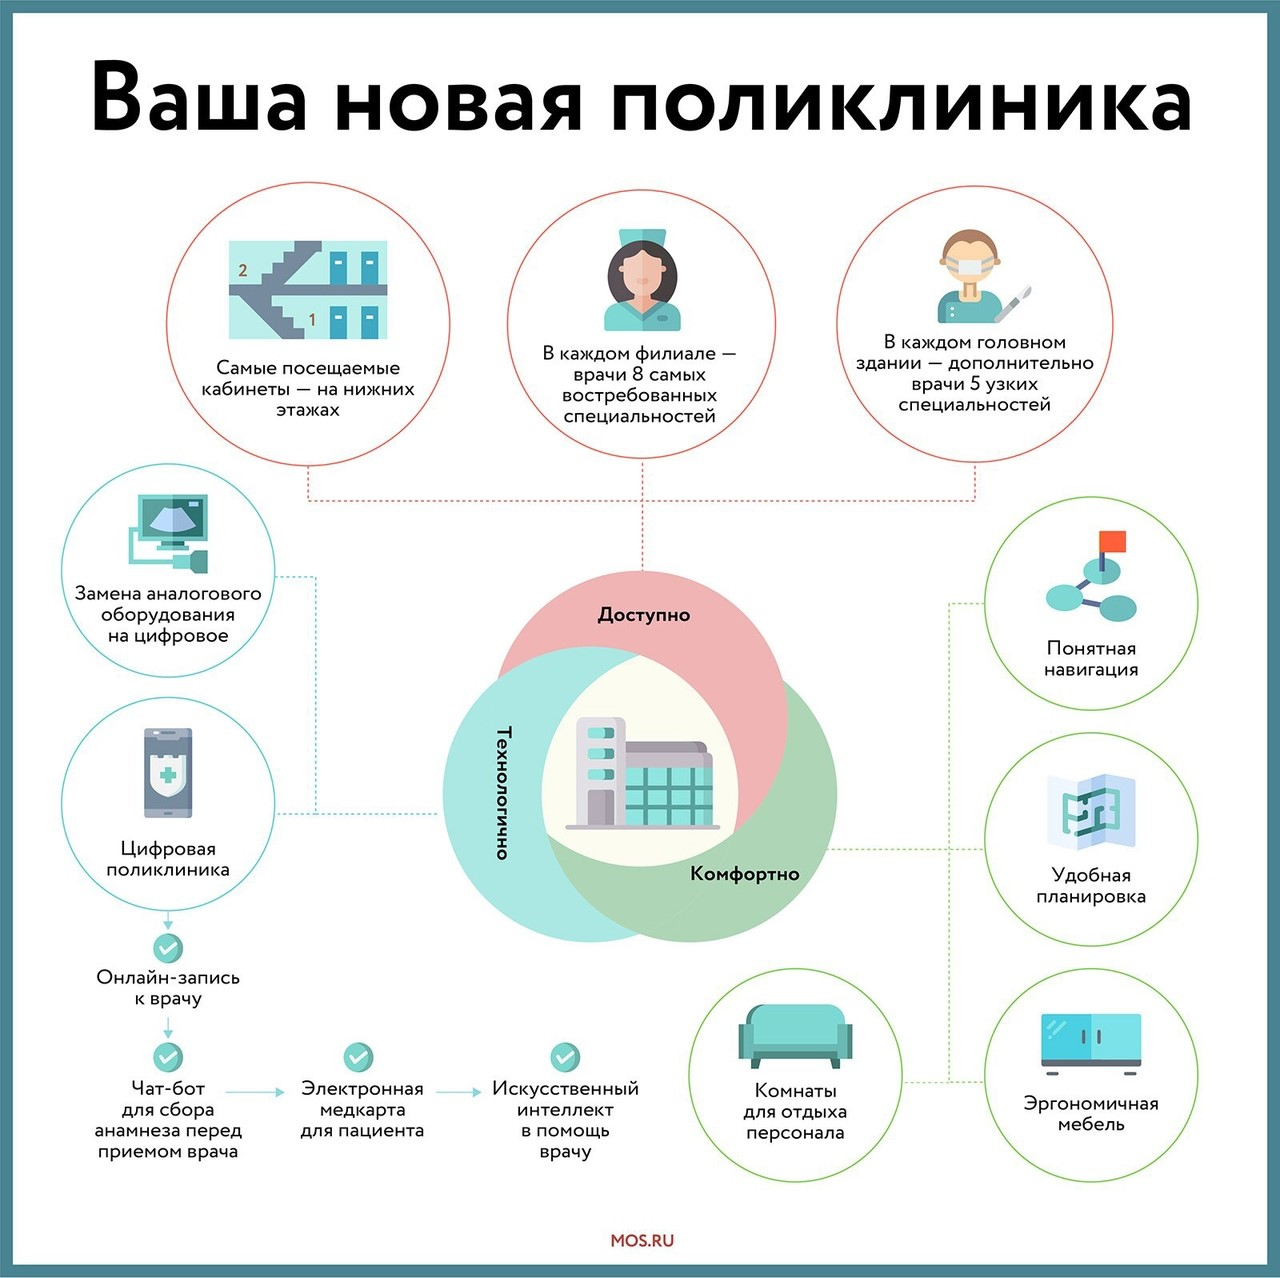 Ваша новая поликлиника
2
1
Самые посещаемые
кабинеты — на нижних
этажах
В каждом филиале —
врачи 8 самых
востребованных
специальностей
В каждом головном
здании — дополнительно
врачи 5 узких
специальностей
Замена аналогового
оборудования
на цифровое
Цифровая
поликлиника
Онлайн-запись
к врачу
Чат-бот
для сбора
анамнеза перед
приемом врача
Электронная
медкарта
для пациента
Искусственный
интеллект
в помощь
врачу
Доступно
Технологично
Комфортно
Понятная
навигация
Удобная
планировка
Эргономичная
мебель
Комнаты
для отдыха
персонала
MOS.RU